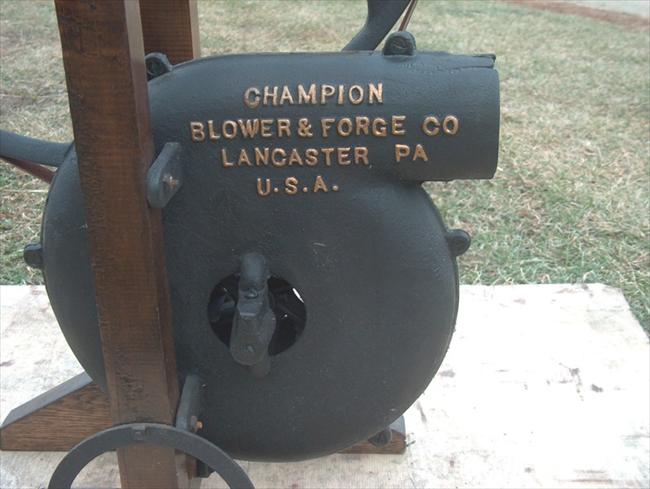 CHAMPION
BLOWER & FORGE CO
LANCASTER PA
U.S.A.